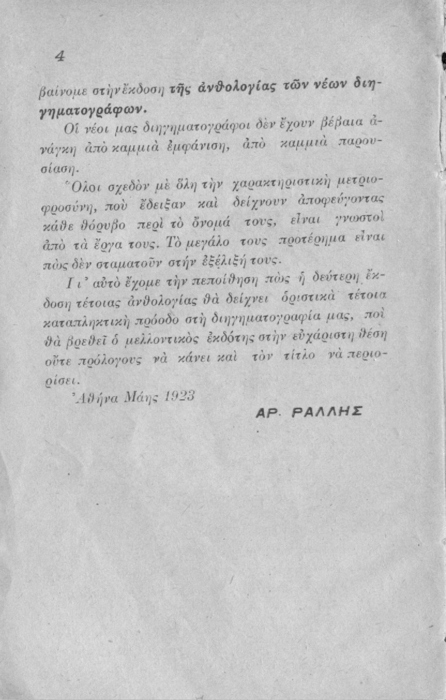 4
βαίνομε στὴν ἔκδοση τῆς ἀνθολογίας τῶν νέων διη-
γηματογράφων.
Οἱ νέοι μας διηγηματογράφοι δὲν ἔχουν βέβαια ἀ-
νάγκη ἀπὸ καμμιὰ ἐμφάνιση, ἀπὸ καμμιὰ παρου-
σίαση.
Ὅλοι σχεδὸν μὲ ὅλη τὴν χαρακτηριστικὴ μετριο-
φροσύνη, ποὺ ἔδειξαν καὶ δείχνουν ἀποφεύγοντας
κάθε θόρυβο περὶ τὸ ὄνομά τους, εἶναι γνωστοὶ
ἀπὸ τὰ ἔργα τους. Τὸ μεγάλο τους προτέρημα εἶναι
πὼς δὲν σταματοῦν στὴν ἐξέλιξή τους.
Γι' αὐτὸ ἔχομε τὴν πεποίθηση πὼς ἡ δεύτερη ἔκ-
δοση τέτοιας ἀνθολογίας θὰ δείχνει ὁριστικὰ τέτοια
καταπληκτικὴ πρόοδο στὴ διηγηματογραφία μας, ποὶ
θὰ βρεθεῖ ὁ μελλοντικὸς ἐκδότης στὴν εὐχάριστη θέση
οὔτε πρόλογους νὰ κάνει καὶ τὸν τίτλο νὰ περιο-
ρίσει.
Ἀθήνα Μάης 1923
ΑΡ. ΡΑΛΛΗΣ